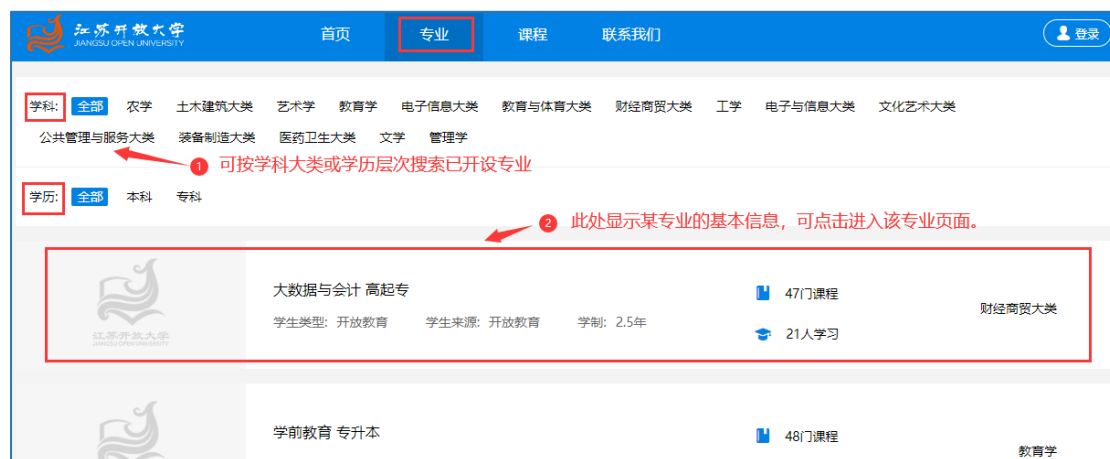 江苏开放大学
JIANGSU OPEN UNIVERSITY
首页 专业 课程 联系我们 登录
学科: 全部 农学 土木建筑大类 艺术学 教育学 电子信息大类 教育与体育大类 财经商贸大类 工学 电子与信息大类 文化艺术大类
公共管理与服务大类 装备制造大类 医药卫生大类 文学 管理学
1 可按学科大类或学历层次搜索已开设专业
学历: 全部 本科 专科
2 此处显示某专业的基本信息，可点击进入该专业页面。
大数据与会计 高起专
47门课程
财经商贸大类
学生类型: 开放教育 学生来源: 开放教育 学制: 2.5年
21人学习
江苏开放大学
JIANGSU OPEN UNIVERSITY
学前教育 专升本
48门课程
教育学